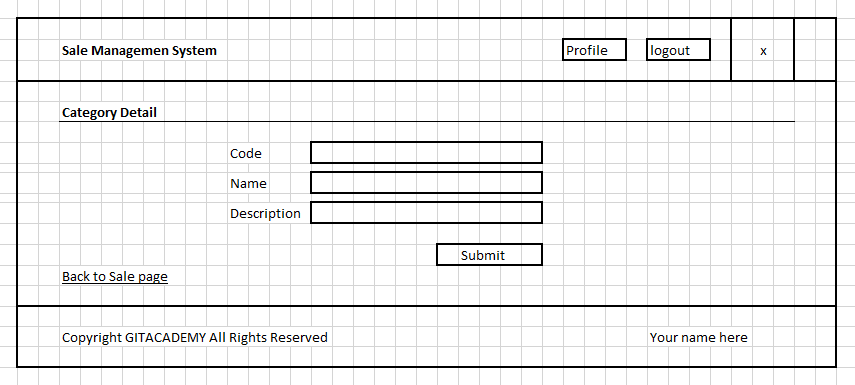 Sale Managemen System
Profile
logout
x
Category Detail
Code
Name
Description
Submit
Back to Sale page
Copyright GITACADEMY All Rights Reserved
Your name here